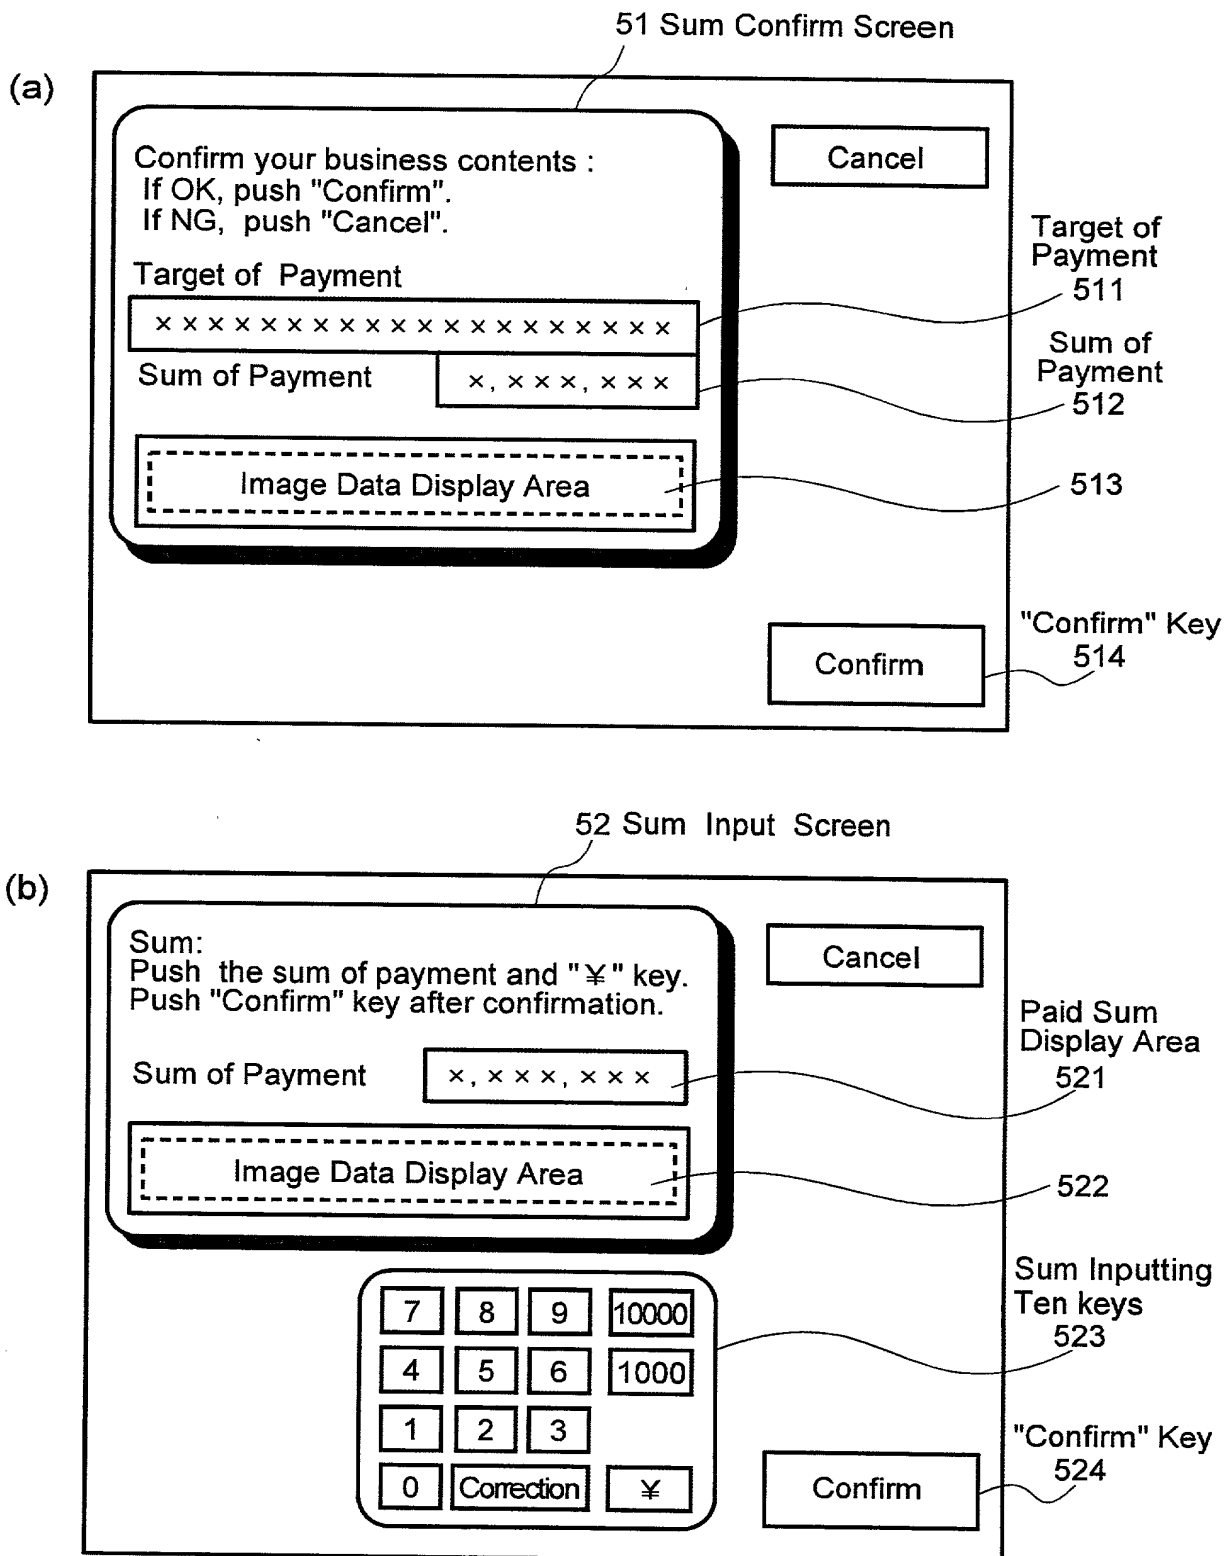 51 Sum Confirm Screen
(a)
Confirm your business contents :
If OK, push "Confirm".
If NG, push "Cancel".
Cancel
Target of Payment
× × × × × × × × × × × × × × × × × × × ×
Target of
Payment
511
Sum of Payment
×, × × ×, × × ×
Sum of
Payment
512
Image Data Display Area
513
Confirm
"Confirm" Key
514
52 Sum Input Screen
(b)
Sum:
Push the sum of payment and "¥" key.
Push "Confirm" key after confirmation.
Cancel
Sum of Payment
×, × × ×, × × ×
Paid Sum
Display Area
521
Image Data Display Area
522
7 8 9 10000
4 5 6 1000
1 2 3
0 Correction ¥
Sum Inputting
Ten keys
523
Confirm
"Confirm" Key
524